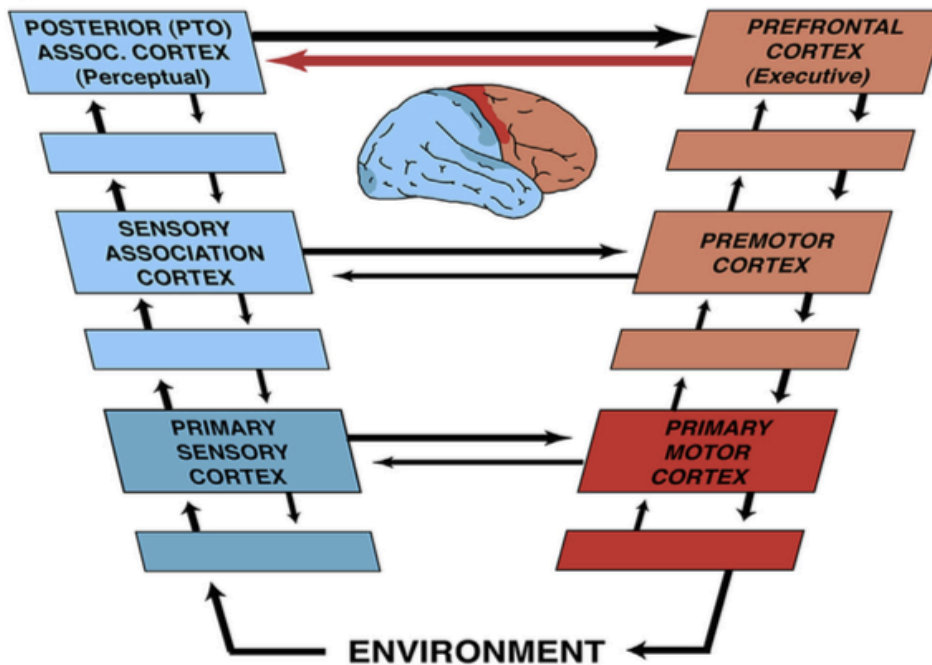 POSTERIOR (PTO)
ASSOC. CORTEX
(Perceptual)
PREFRONTAL
CORTEX
(Executive)
SENSORY
ASSOCIATION
CORTEX
PREMOTOR
CORTEX
PRIMARY
SENSORY
CORTEX
PRIMARY
MOTOR
CORTEX
ENVIRONMENT